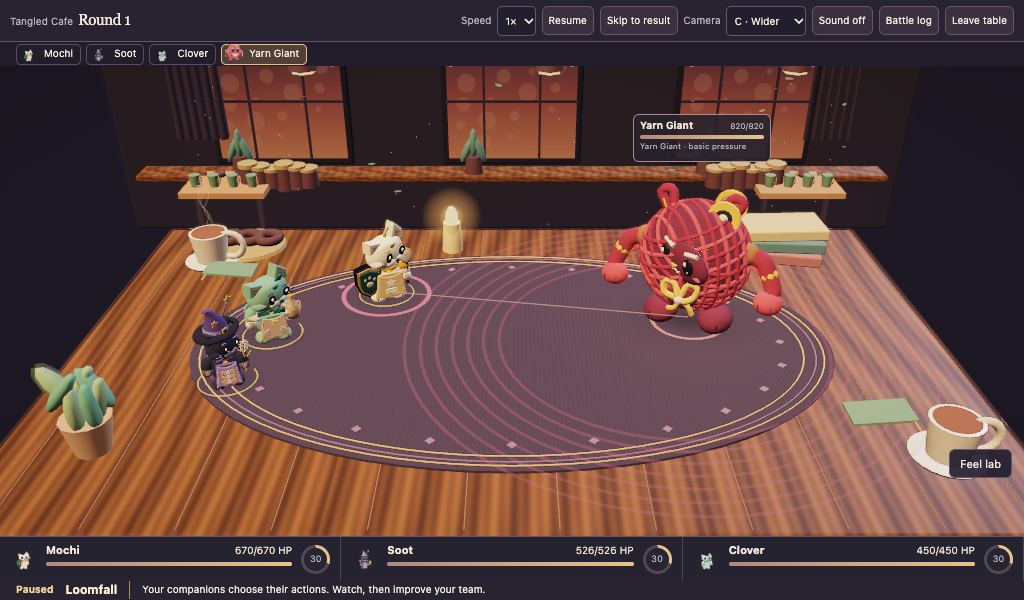 Tangled Cafe Round 1
Speed 1x Resume Skip to result Camera C · Wider Sound off Battle log Leave table
Mochi Soot Clover Yarn Giant
Yarn Giant 820/820
Yarn Giant · basic pressure
Feel lab
Mochi 670/670 HP 30
Soot 526/526 HP 30
Clover 450/450 HP 30
Paused Loomfall Your companions choose their actions. Watch, then improve your team.